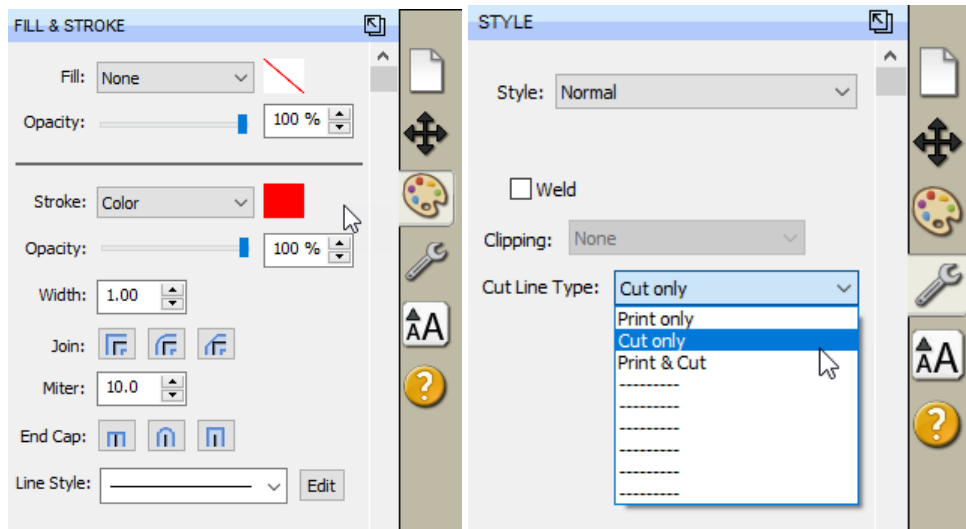 FILL & STROKE
Fill: None
Opacity: 100 %
Stroke: Color
Opacity: 100 %
Width: 1.00
Join:
Miter: 10.0
End Cap:
Line Style: Edit
AA
?
STYLE
Style: Normal
Weld
Clipping: None
Cut Line Type: Cut only
Print only
Cut only
Print & Cut
---------
---------
---------
---------
---------
---------
AA
?